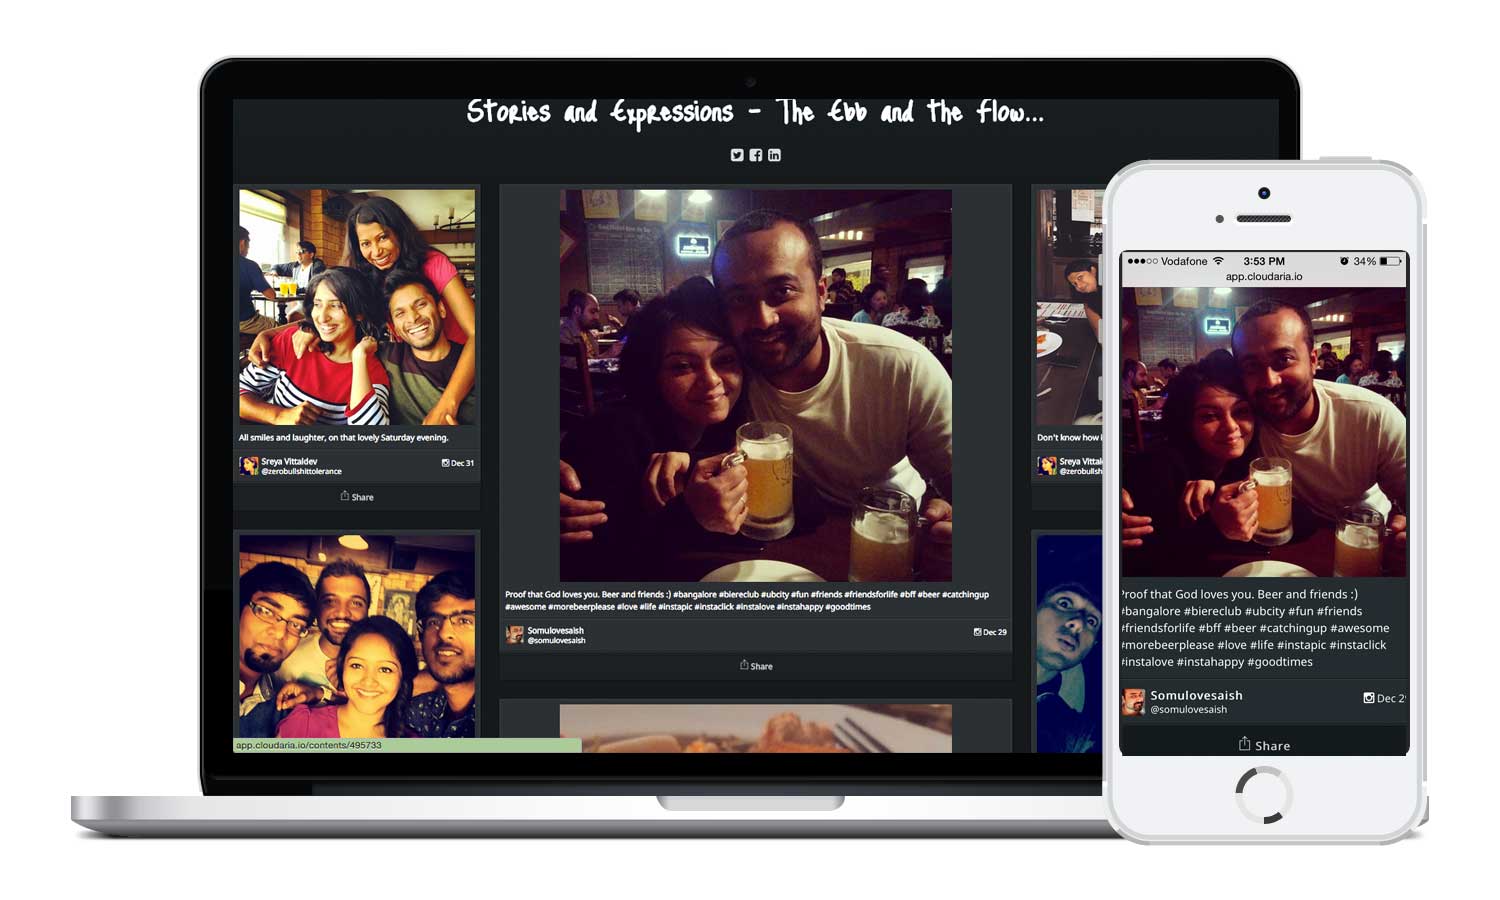 Stories and Expressions - The Ebb and the Flow...
All smiles and laughter, on that lovely Saturday evening.
Sreya Vittaldev
@zerobullshittolerance
Dec 31
Share
Proof that God loves you. Beer and friends :) #bangalore #biereclub #ubcity #fun #friends #friendsforlife #bff #beer #catchingup
#awesome #morebeerplease #love #life #instapic #instaclick #instalove #instahappy #goodtimes
Somulovesaish
@somulovesaish
Dec 29
Share
Don't know how
Sreya Vittal
@zerobullshit
app.cloudaria.io/contents/495733
Vodafone 3:53 PM 34%
app.cloudaria.io
Proof that God loves you. Beer and friends :)
#bangalore #biereclub #ubcity #fun #friends
#friendsforlife #bff #beer #catchingup #awesome
#morebeerplease #love #life #instapic #instaclick
#instalove #instahappy #goodtimes
Somulovesaish
@somulovesaish
Dec 2
Share